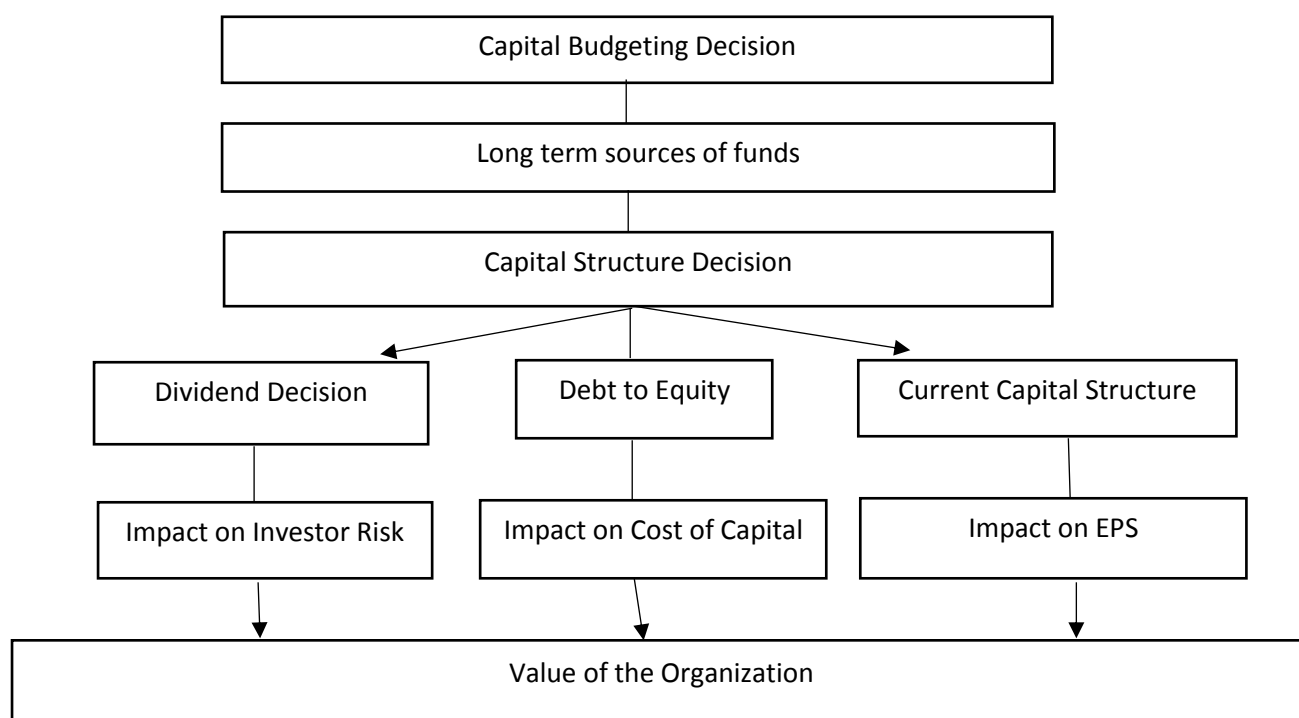 Capital Budgeting Decision
Long term sources of funds
Capital Structure Decision
Dividend Decision
Debt to Equity
Current Capital Structure
Impact on Investor Risk
Impact on Cost of Capital
Impact on EPS
Value of the Organization